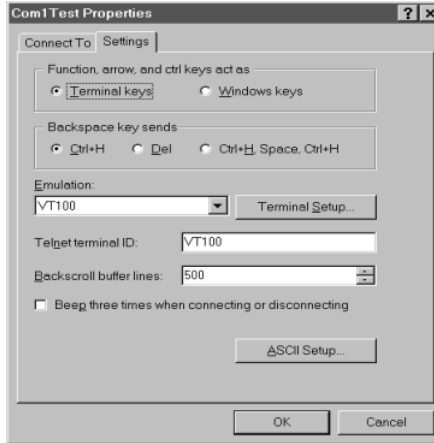 Com1Test Properties
Connect To Settings
Function, arrow, and ctrl keys act as
Terminal keys Windows keys
Backspace key sends
Ctrl+H Del Ctrl+H, Space, Ctrl+H
Emulation:
VT100 Terminal Setup...
Telnet terminal ID: VT100
Backscroll buffer lines: 500
Beep three times when connecting or disconnecting
ASCII Setup...
OK Cancel